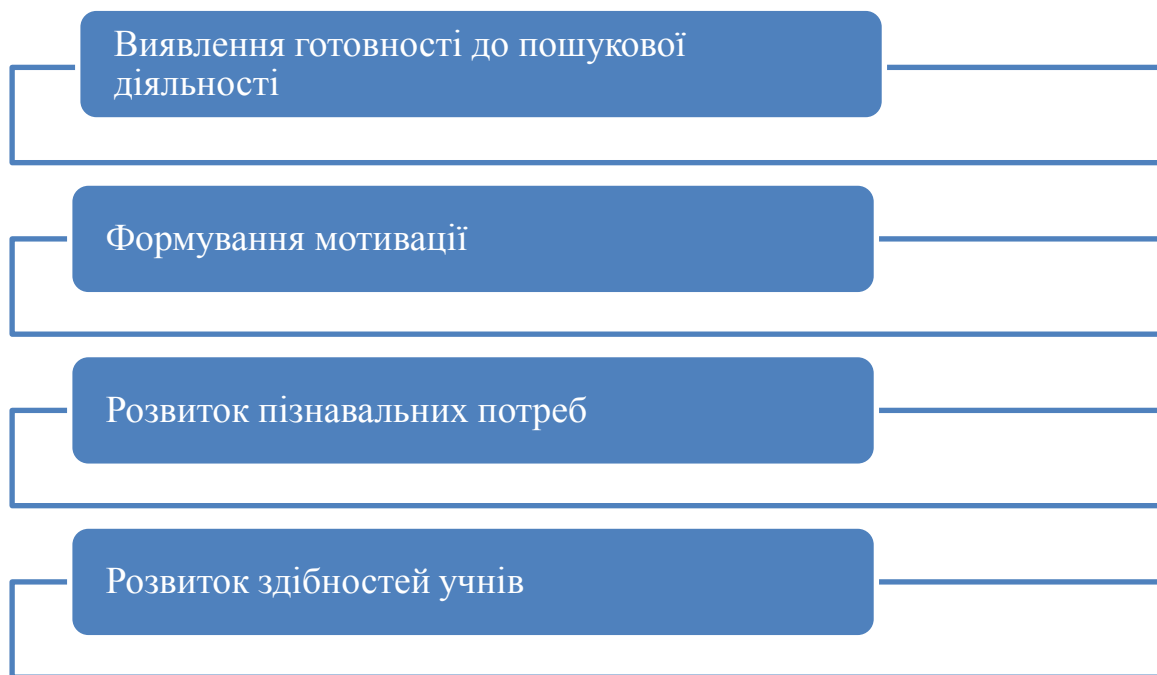 Виявлення готовності до пошукової
діяльності
Формування мотивації
Розвиток пізнавальних потреб
Розвиток здібностей учнів